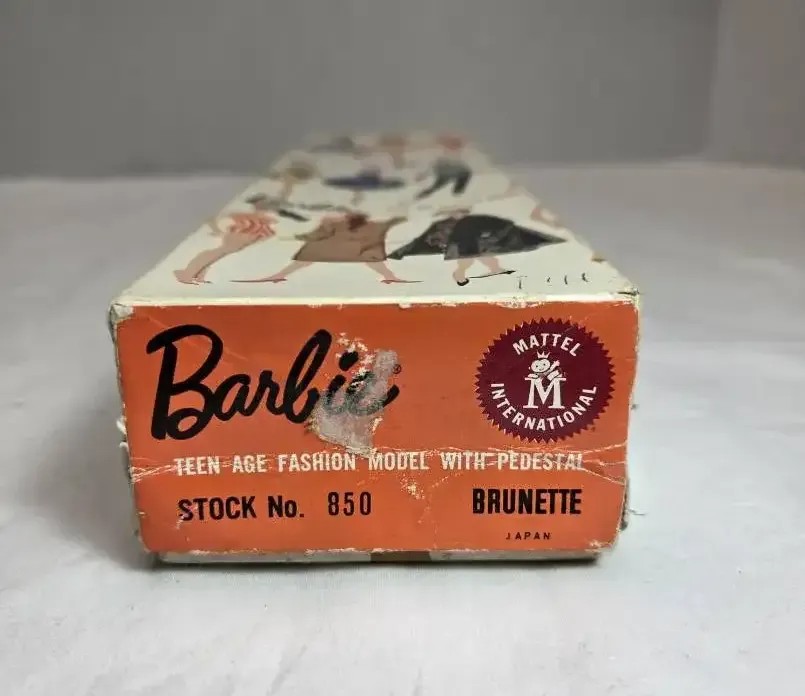 Barbie®
MATTEL
M
INTERNATIONAL
TEEN AGE FASHION MODEL WITH PEDESTAL
STOCK No. 850
BRUNETTE
JAPAN